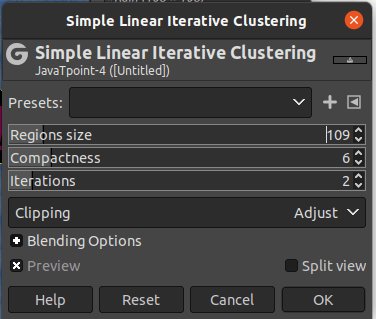 Simple Linear Iterative Clustering
Simple Linear Iterative Clustering
JavaTpoint-4 ([Untitled])
Presets:
Regions size 109
Compactness 6
Iterations 2
Clipping Adjust
Blending Options
Preview Split view
Help Reset Cancel OK